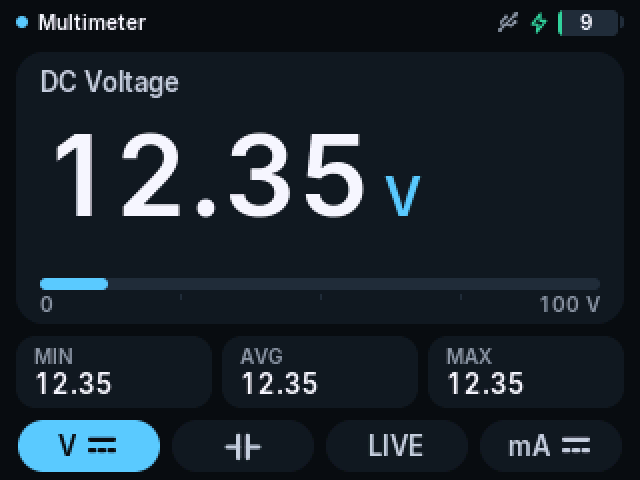 Multimeter 9
DC Voltage
12.35 V
0 100 V
MIN AVG MAX
12.35 12.35 12.35
V LIVE mA